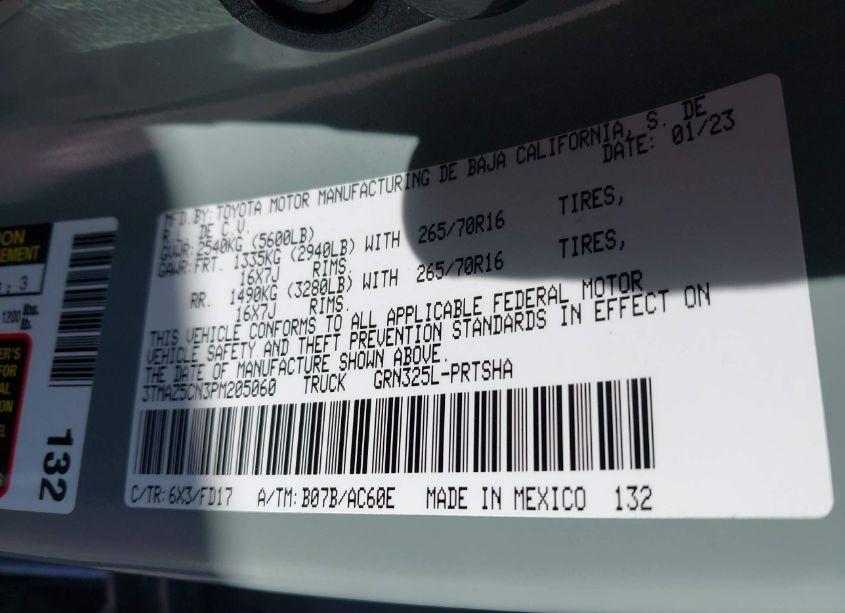 MFD.BY: TOYOTA MOTOR MANUFACTURING DE BAJA CALIFORNIA, S. DE
R.L. DE C.V. DATE: 01/23
GVWR: 2540KG (5600LB)
GAWR:FRT. 1335KG (2940LB) WITH 265/70R16 TIRES,
16X7J RIMS.
RR. 1490KG (3280LB) WITH 265/70R16 TIRES,
16X7J RIMS.
THIS VEHICLE CONFORMS TO ALL APPLICABLE FEDERAL MOTOR
VEHICLE SAFETY AND THEFT PREVENTION STANDARDS IN EFFECT ON
THE DATE OF MANUFACTURE SHOWN ABOVE.
3TMAZ5CN3PM205060 TRUCK GRN325L-PRTSHA
C/TR: 6X3/FD17 A/TM: B07B/AC60E MADE IN MEXICO 132
1200 lbs.
lb.
132